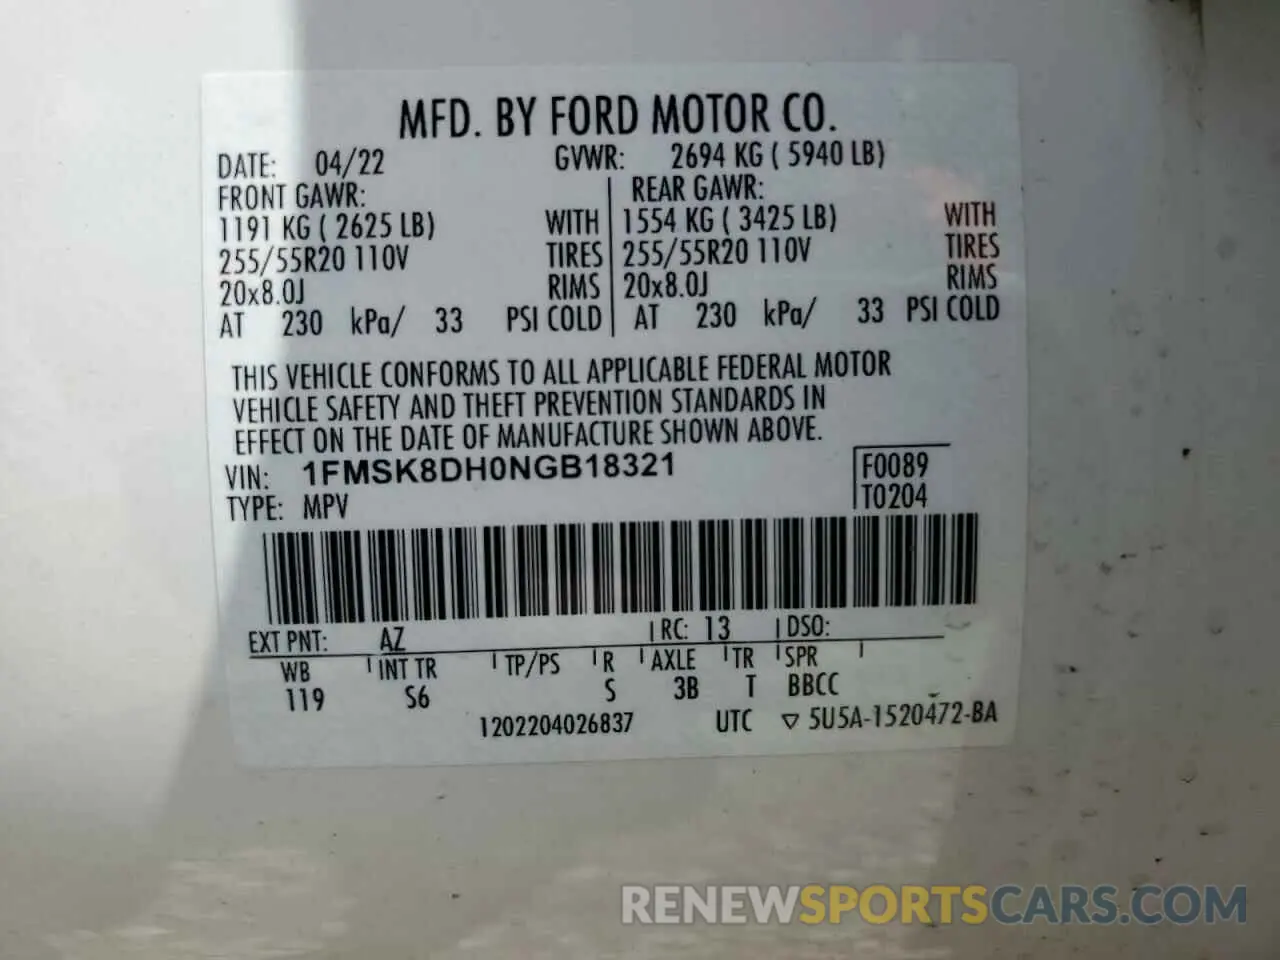 MFD. BY FORD MOTOR CO.
DATE: 04/22 GVWR: 2694 KG ( 5940 LB)
FRONT GAWR: REAR GAWR:
1191 KG ( 2625 LB) WITH 1554 KG ( 3425 LB) WITH
255/55R20 110V TIRES 255/55R20 110V TIRES
20x8.0J RIMS 20x8.0J RIMS
AT 230 kPa/ 33 PSI COLD AT 230 kPa/ 33 PSI COLD
THIS VEHICLE CONFORMS TO ALL APPLICABLE FEDERAL MOTOR
VEHICLE SAFETY AND THEFT PREVENTION STANDARDS IN
EFFECT ON THE DATE OF MANUFACTURE SHOWN ABOVE.
VIN: 1FMSK8DH0NGB18321 F0089
TYPE: MPV T0204
EXT PNT: AZ RC: 13 DSO:
WB INT TR TP/PS R AXLE TR SPR
119 S6 S 3B T BBCC
1202204026837 UTC ▽ 5U5A-1520472-BA
RENEWSPORTSCARS.COM